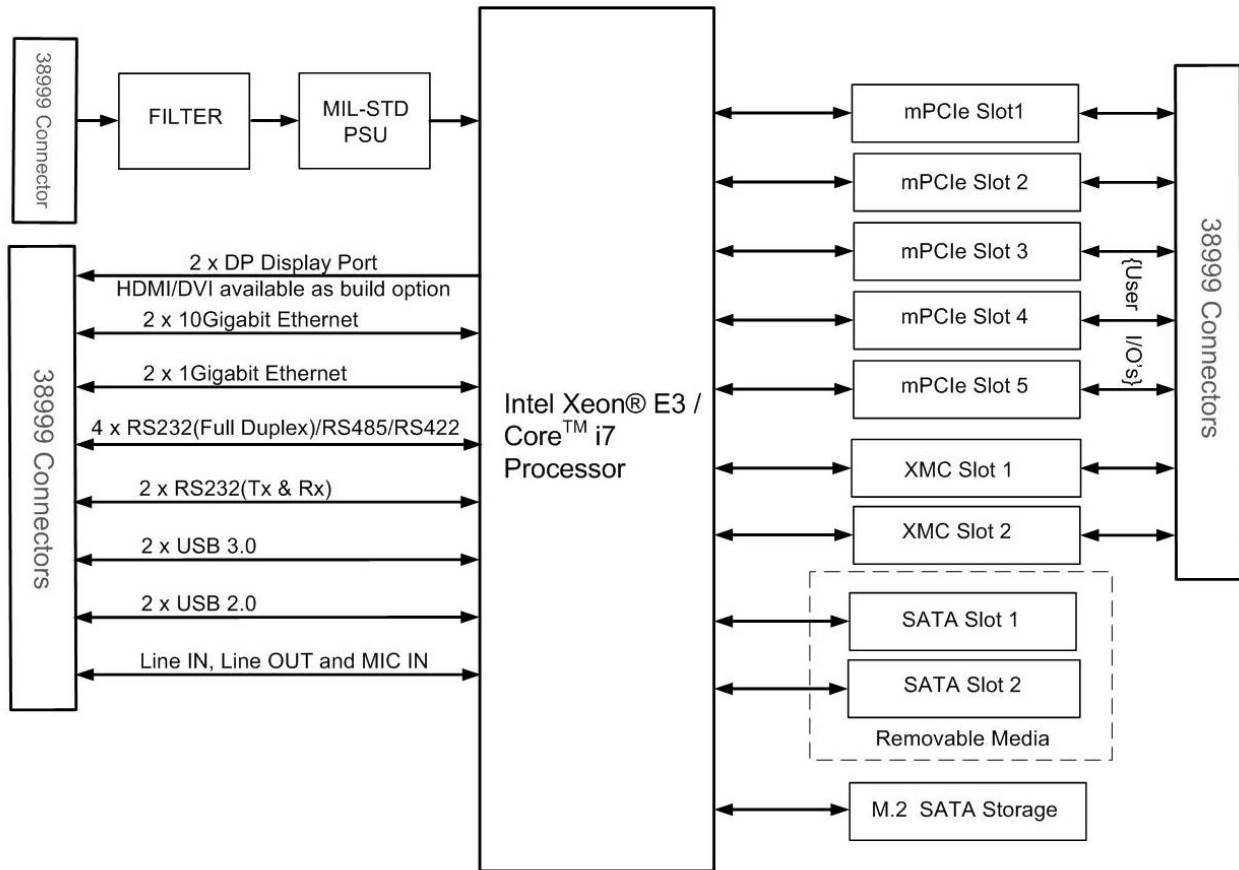 38999 Connector
FILTER
MIL-STD
PSU
38999 Connectors
2 x DP Display Port
HDMI/DVI available as build option
2 x 10Gigabit Ethernet
2 x 1Gigabit Ethernet
4 x RS232(Full Duplex)/RS485/RS422
2 x RS232(Tx & Rx)
2 x USB 3.0
2 x USB 2.0
Line IN, Line OUT and MIC IN
Intel Xeon® E3 /
Core™ i7
Processor
mPCIe Slot1
mPCIe Slot 2
mPCIe Slot 3
mPCIe Slot 4
mPCIe Slot 5
XMC Slot 1
XMC Slot 2
SATA Slot 1
SATA Slot 2
Removable Media
M.2 SATA Storage
{User I/O's}
38999 Connectors